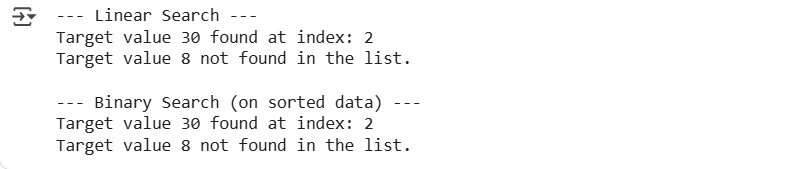 --- Linear Search ---
Target value 30 found at index: 2
Target value 8 not found in the list.

--- Binary Search (on sorted data) ---
Target value 30 found at index: 2
Target value 8 not found in the list.